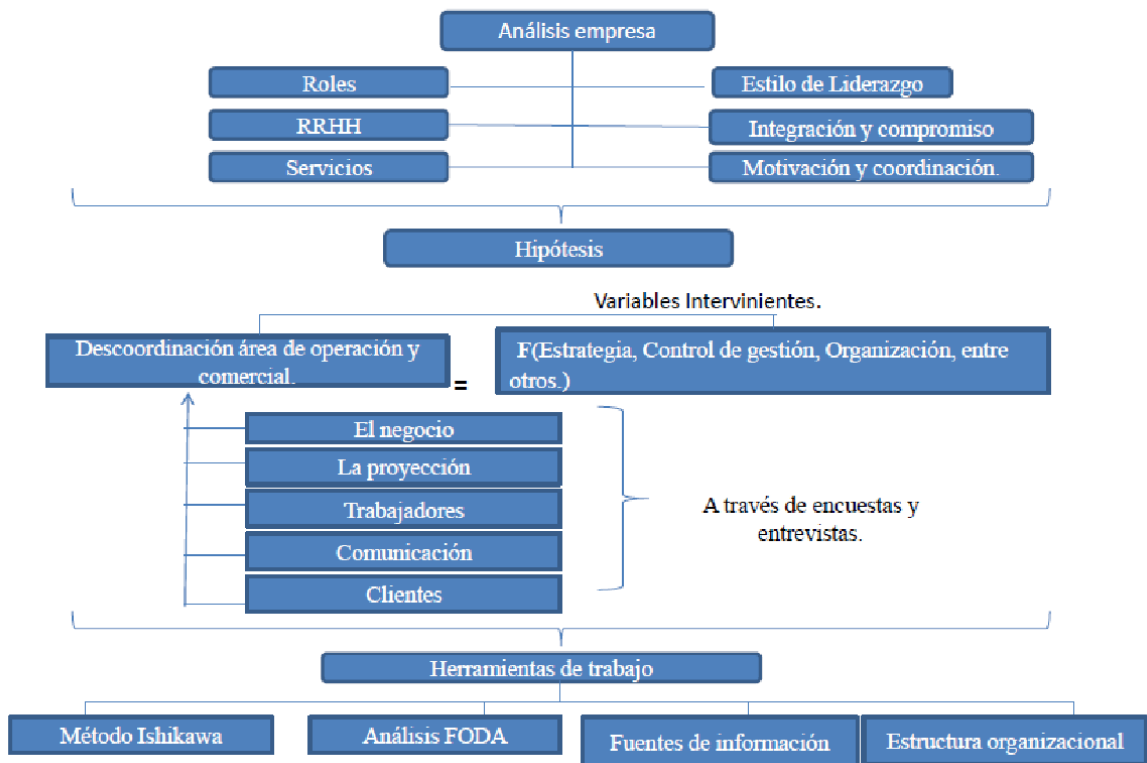 Análisis empresa
Roles
Estilo de Liderazgo
RRHH
Integración y compromiso
Servicios
Motivación y coordinación.
Hipótesis
Variables Intervinientes.
Descoordinación área de operación y
comercial.
=
F(Estrategia, Control de gestión, Organización, entre
otros.)
El negocio
La proyección
Trabajadores
Comunicación
Clientes
A través de encuestas y
entrevistas.
Herramientas de trabajo
Método Ishikawa
Análisis FODA
Fuentes de información
Estructura organizacional